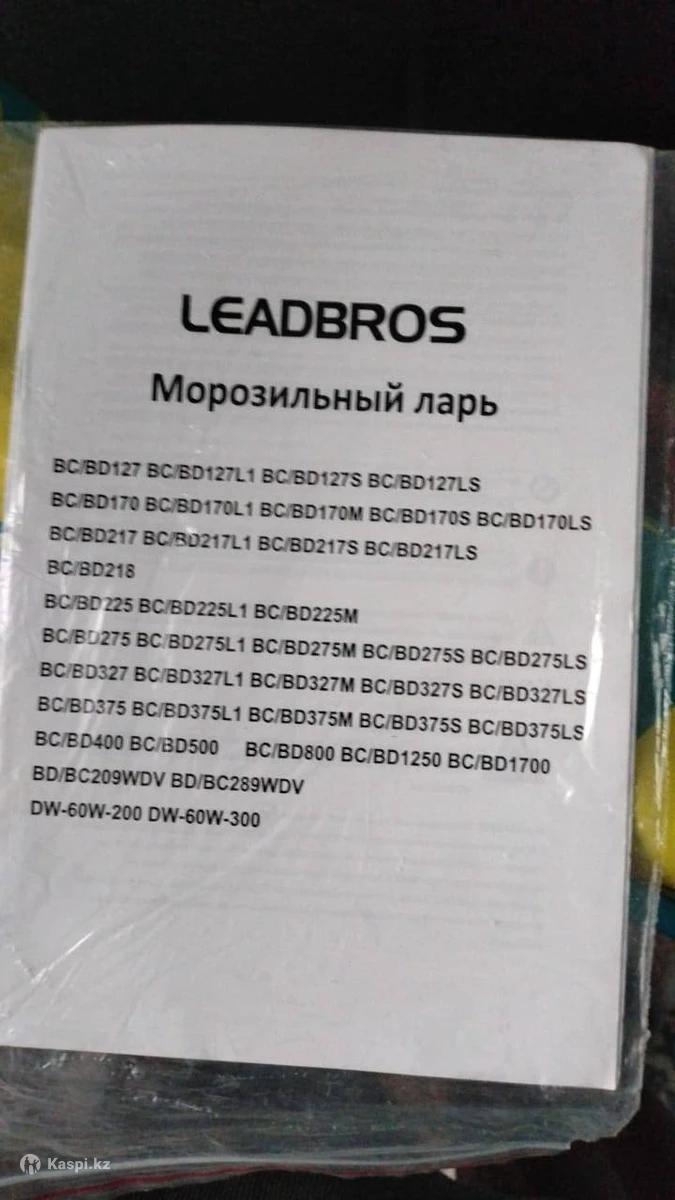 LEADBROS
Морозильный ларь
BC/BD127 BC/BD127L1 BC/BD127S BC/BD127LS
BC/BD170 BC/BD170L1 BC/BD170M BC/BD170S BC/BD170LS
BC/BD217 BC/BD217L1 BC/BD217S BC/BD217LS
BC/BD218
BC/BD225 BC/BD225L1 BC/BD225M
BC/BD275 BC/BD275L1 BC/BD275M BC/BD275S BC/BD275LS
BC/BD327 BC/BD327L1 BC/BD327M BC/BD327S BC/BD327LS
BC/BD375 BC/BD375L1 BC/BD375M BC/BD375S BC/BD375LS
BC/BD400 BC/BD500 BC/BD800 BC/BD1250 BC/BD1700
BD/BC209WDV BD/BC289WDV
DW-60W-200 DW-60W-300
Kaspi.kz